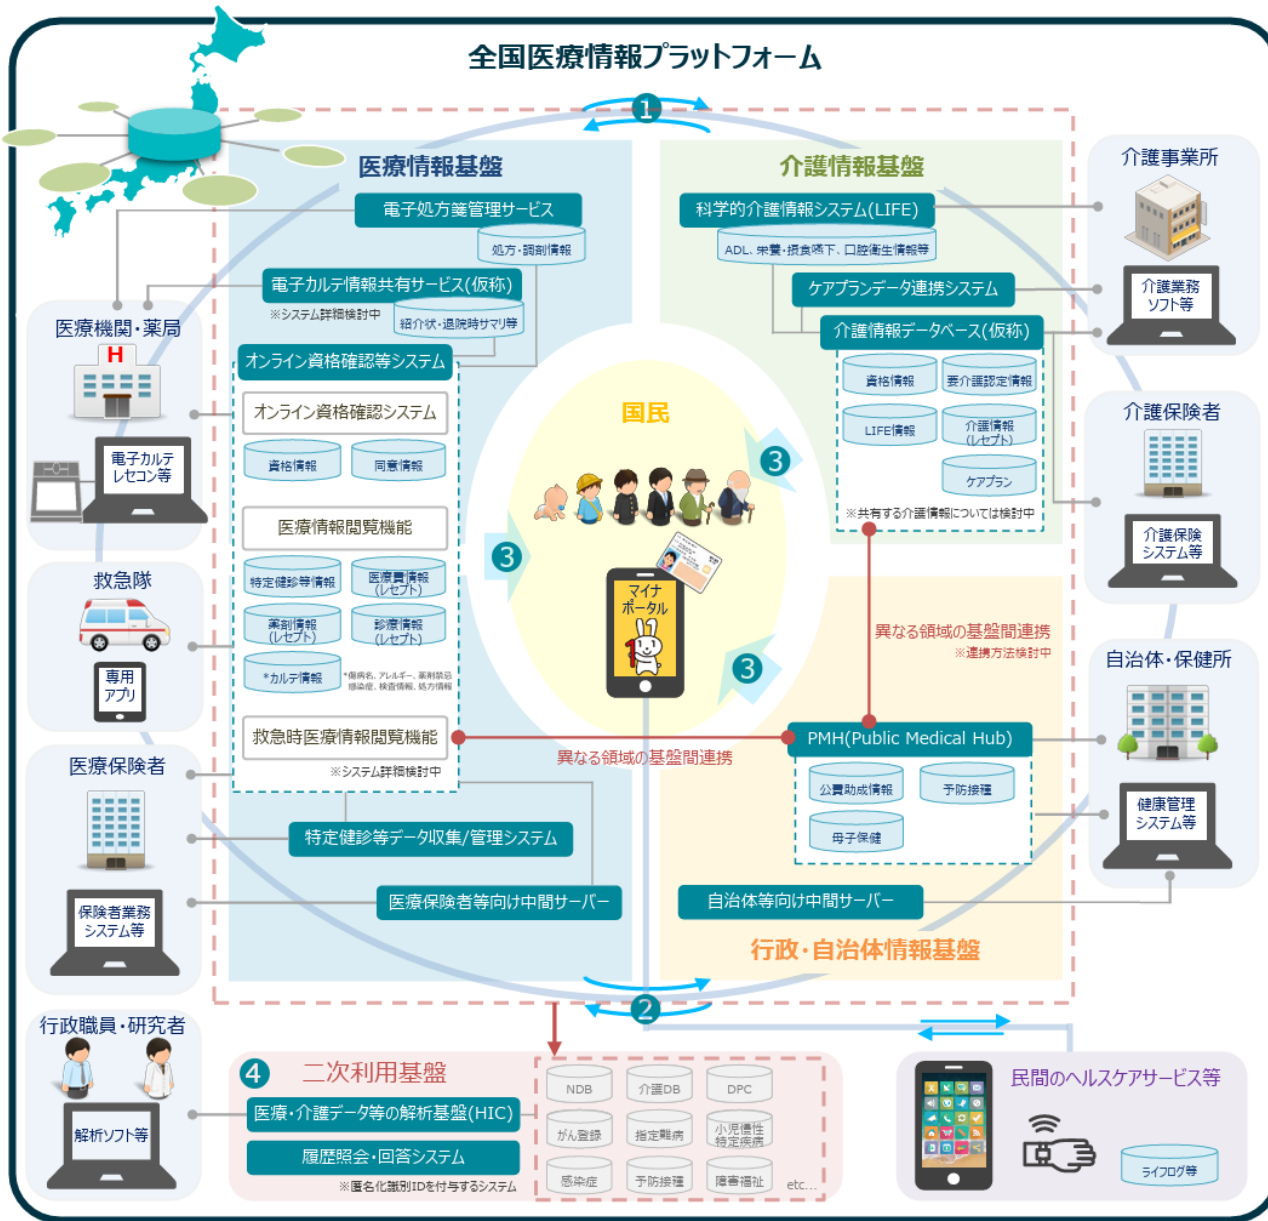 全国医療情報プラットフォーム
1
医療情報基盤
電子処方箋管理サービス
処方・調剤情報
電子カルテ情報共有サービス(仮称)
※システム詳細検討中
紹介状・退院時サマリ等
オンライン資格確認等システム
オンライン資格確認システム
資格情報
同意情報
医療情報閲覧機能
特定健診等情報
医療費情報
(レセプト)
薬剤情報
(レセプト)
診療情報
(レセプト)
*カルテ情報
*傷病名、アレルギー、薬剤禁忌
感染症、検査情報、処方情報
救急時医療情報閲覧機能
※システム詳細検討中
特定健診等データ収集/管理システム
医療保険者等向け中間サーバー
介護情報基盤
科学的介護情報システム(LIFE)
ADL、栄養・摂食嚥下、口腔衛生情報等
ケアプランデータ連携システム
介護情報データベース(仮称)
資格情報
要介護認定情報
LIFE情報
介護情報
(レセプト)
ケアプラン
※共有する介護情報については検討中
国民
3
3
3
マイナ
ポータル
1
異なる領域の基盤間連携
※連携方法検討中
異なる領域の基盤間連携
PMH(Public Medical Hub)
公費助成情報
予防接種
母子保健
自治体等向け中間サーバー
行政・自治体情報基盤
2
医療機関・薬局
H
電子カルテ
レセコン等
救急隊
専用
アプリ
医療保険者
保険者業務
システム等
行政職員・研究者
解析ソフト等
介護事業所
介護業務
ソフト等
介護保険者
介護保険
システム等
自治体・保健所
健康管理
システム等
4
二次利用基盤
医療・介護データ等の解析基盤(HIC)
履歴照会・回答システム
※匿名化識別IDを付与するシステム
NDB
介護DB
DPC
がん登録
指定難病
小児慢性
特定疾病
感染症
予防接種
障害福祉
etc...
民間のヘルスケアサービス等
ライフログ等